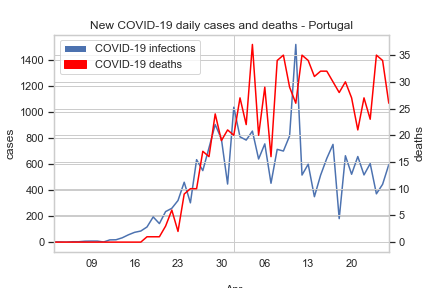 New COVID-19 daily cases and deaths - Portugal
COVID-19 infections
COVID-19 deaths
1400
1200
1000
800
600
400
200
0
cases
35
30
25
20
15
10
5
0
deaths
09 16 23 30 06 13 20